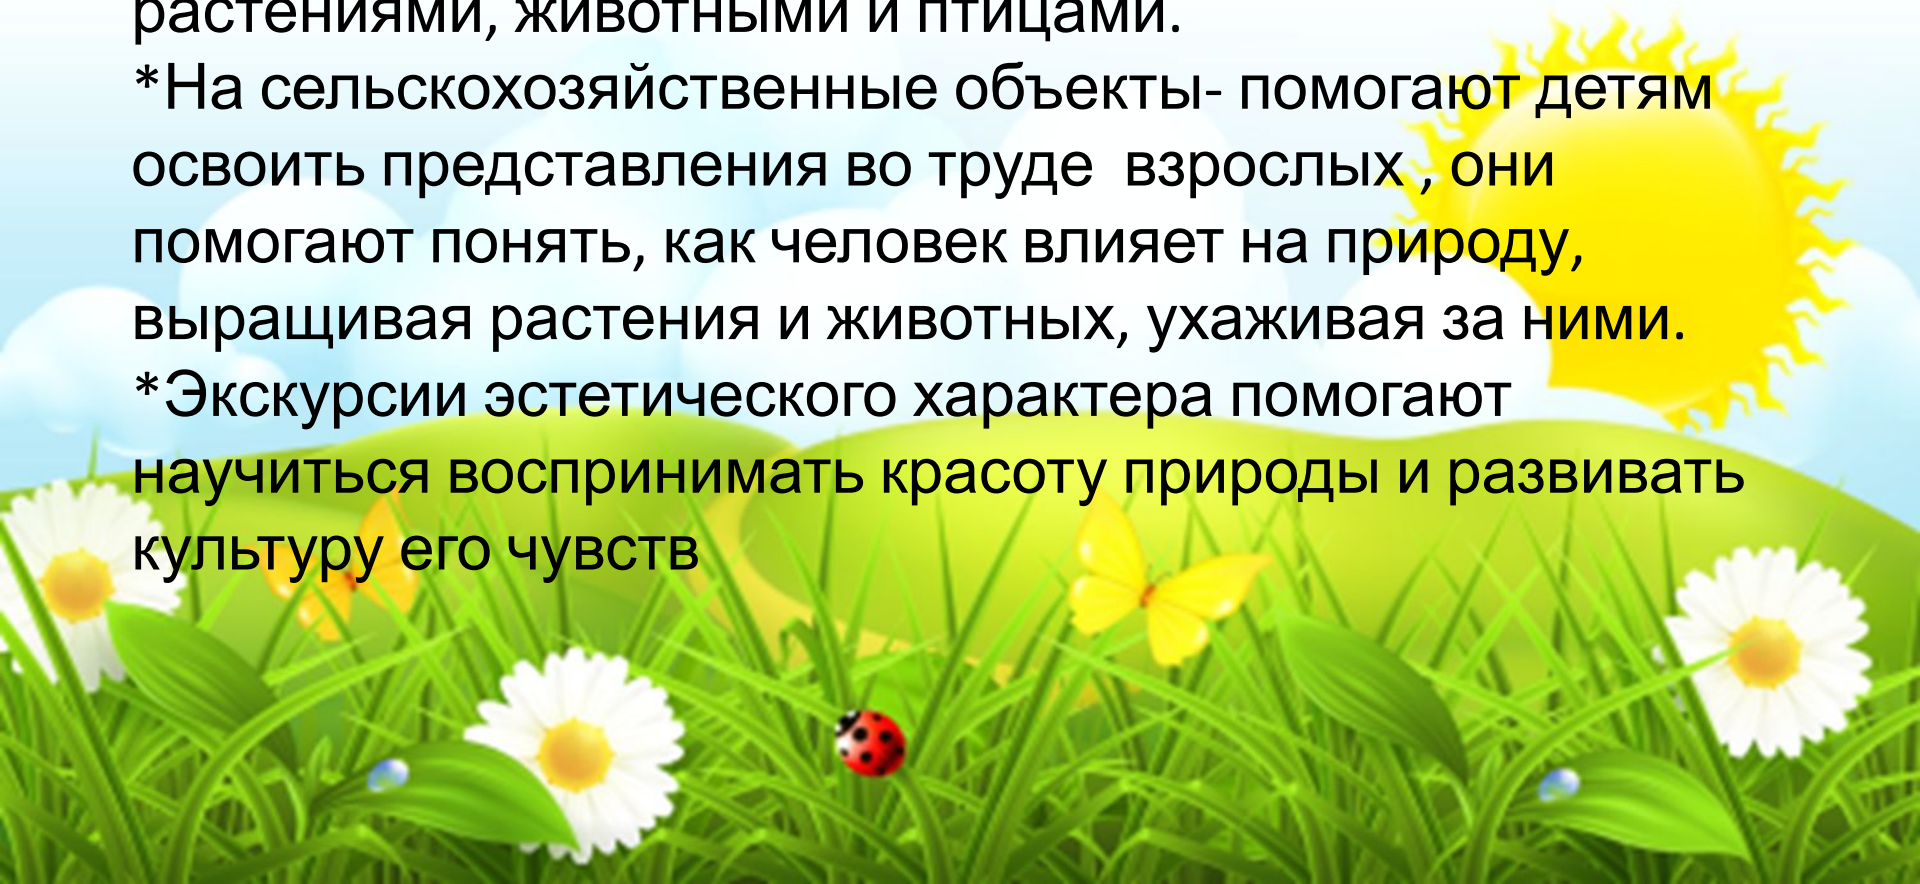 растениями, животными и птицами.
*На сельскохозяйственные объекты- помогают детям
освоить представления во труде  взрослых , они
помогают понять, как человек влияет на природу,
выращивая растения и животных, ухаживая за ними.
*Экскурсии эстетического характера помогают
научиться воспринимать красоту природы и развивать
культуру его чувств